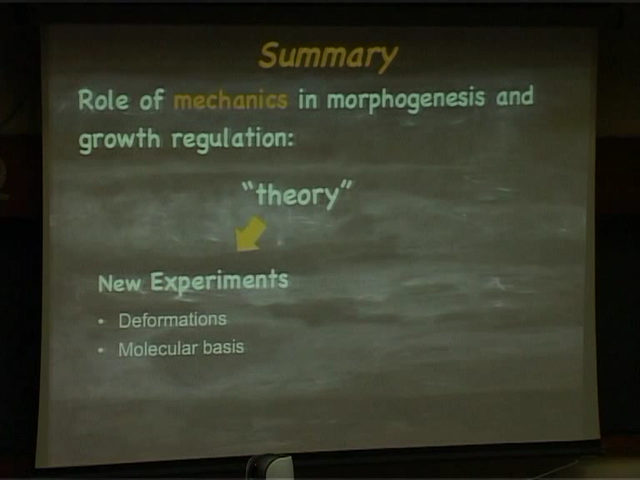 Summary
Role of mechanics in morphogenesis and
growth regulation:
“theory”
New Experiments
• Deformations
• Molecular basis